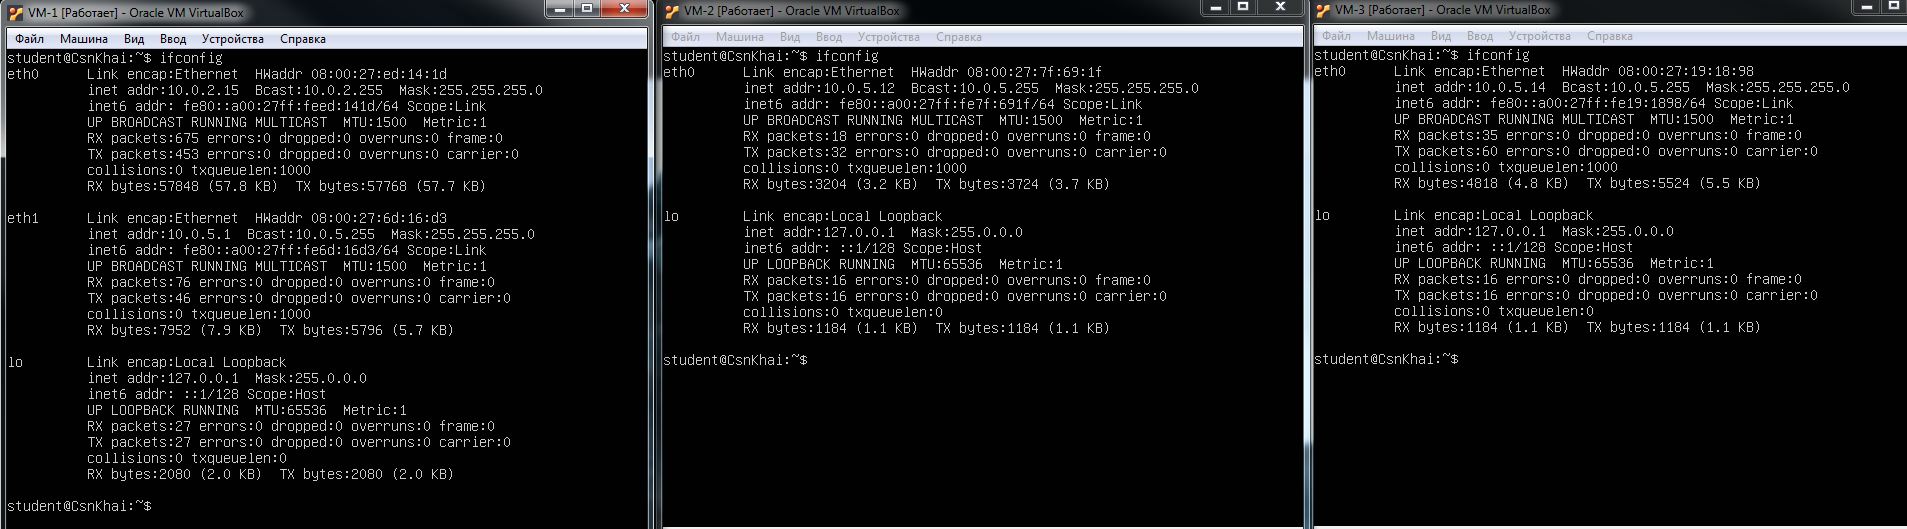 VM-1 [Работает] - Oracle VM VirtualBox
Файл Машина Вид Ввод Устройства Справка
student@CsnKhai:~$ ifconfig
eth0 Link encap:Ethernet HWaddr 08:00:27:ed:14:1d
inet addr:10.0.2.15 Bcast:10.0.2.255 Mask:255.255.255.0
inet6 addr: fe80::a00:27ff:feed:141d/64 Scope:Link
UP BROADCAST RUNNING MULTICAST MTU:1500 Metric:1
RX packets:675 errors:0 dropped:0 overruns:0 frame:0
TX packets:453 errors:0 dropped:0 overruns:0 carrier:0
collisions:0 txqueuelen:1000
RX bytes:57848 (57.8 KB) TX bytes:57768 (57.7 KB)
eth1 Link encap:Ethernet HWaddr 08:00:27:6d:16:d3
inet addr:10.0.5.1 Bcast:10.0.5.255 Mask:255.255.255.0
inet6 addr: fe80::a00:27ff:fe6d:16d3/64 Scope:Link
UP BROADCAST RUNNING MULTICAST MTU:1500 Metric:1
RX packets:76 errors:0 dropped:0 overruns:0 frame:0
TX packets:46 errors:0 dropped:0 overruns:0 carrier:0
collisions:0 txqueuelen:1000
RX bytes:7952 (7.9 KB) TX bytes:5796 (5.7 KB)
lo Link encap:Local Loopback
inet addr:127.0.0.1 Mask:255.0.0.0
inet6 addr: ::1/128 Scope:Host
UP LOOPBACK RUNNING MTU:65536 Metric:1
RX packets:27 errors:0 dropped:0 overruns:0 frame:0
TX packets:27 errors:0 dropped:0 overruns:0 carrier:0
collisions:0 txqueuelen:0
RX bytes:2080 (2.0 KB) TX bytes:2080 (2.0 KB)
student@CsnKhai:~$
VM-2 [Работает] - Oracle VM VirtualBox
Файл Машина Вид Ввод Устройства Справка
student@CsnKhai:~$ ifconfig
eth0 Link encap:Ethernet HWaddr 08:00:27:7f:69:1f
inet addr:10.0.5.12 Bcast:10.0.5.255 Mask:255.255.255.0
inet6 addr: fe80::a00:27ff:fe7f:691f/64 Scope:Link
UP BROADCAST RUNNING MULTICAST MTU:1500 Metric:1
RX packets:18 errors:0 dropped:0 overruns:0 frame:0
TX packets:32 errors:0 dropped:0 overruns:0 carrier:0
collisions:0 txqueuelen:1000
RX bytes:3204 (3.2 KB) TX bytes:3724 (3.7 KB)
lo Link encap:Local Loopback
inet addr:127.0.0.1 Mask:255.0.0.0
inet6 addr: ::1/128 Scope:Host
UP LOOPBACK RUNNING MTU:65536 Metric:1
RX packets:16 errors:0 dropped:0 overruns:0 frame:0
TX packets:16 errors:0 dropped:0 overruns:0 carrier:0
collisions:0 txqueuelen:0
RX bytes:1184 (1.1 KB) TX bytes:1184 (1.1 KB)
student@CsnKhai:~$
VM-3 [Работает] - Oracle VM VirtualBox
Файл Машина Вид Ввод Устройства Справка
student@CsnKhai:~$ ifconfig
eth0 Link encap:Ethernet HWaddr 08:00:27:19:18:98
inet addr:10.0.5.14 Bcast:10.0.5.255 Mask:255.255.255.0
inet6 addr: fe80::a00:27ff:fe19:1898/64 Scope:Link
UP BROADCAST RUNNING MULTICAST MTU:1500 Metric:1
RX packets:35 errors:0 dropped:0 overruns:0 frame:0
TX packets:60 errors:0 dropped:0 overruns:0 carrier:0
collisions:0 txqueuelen:1000
RX bytes:4818 (4.8 KB) TX bytes:5524 (5.5 KB)
lo Link encap:Local Loopback
inet addr:127.0.0.1 Mask:255.0.0.0
inet6 addr: ::1/128 Scope:Host
UP LOOPBACK RUNNING MTU:65536 Metric:1
RX packets:16 errors:0 dropped:0 overruns:0 frame:0
TX packets:16 errors:0 dropped:0 overruns:0 carrier:0
collisions:0 txqueuelen:0
RX bytes:1184 (1.1 KB) TX bytes:1184 (1.1 KB)
student@CsnKhai:~$